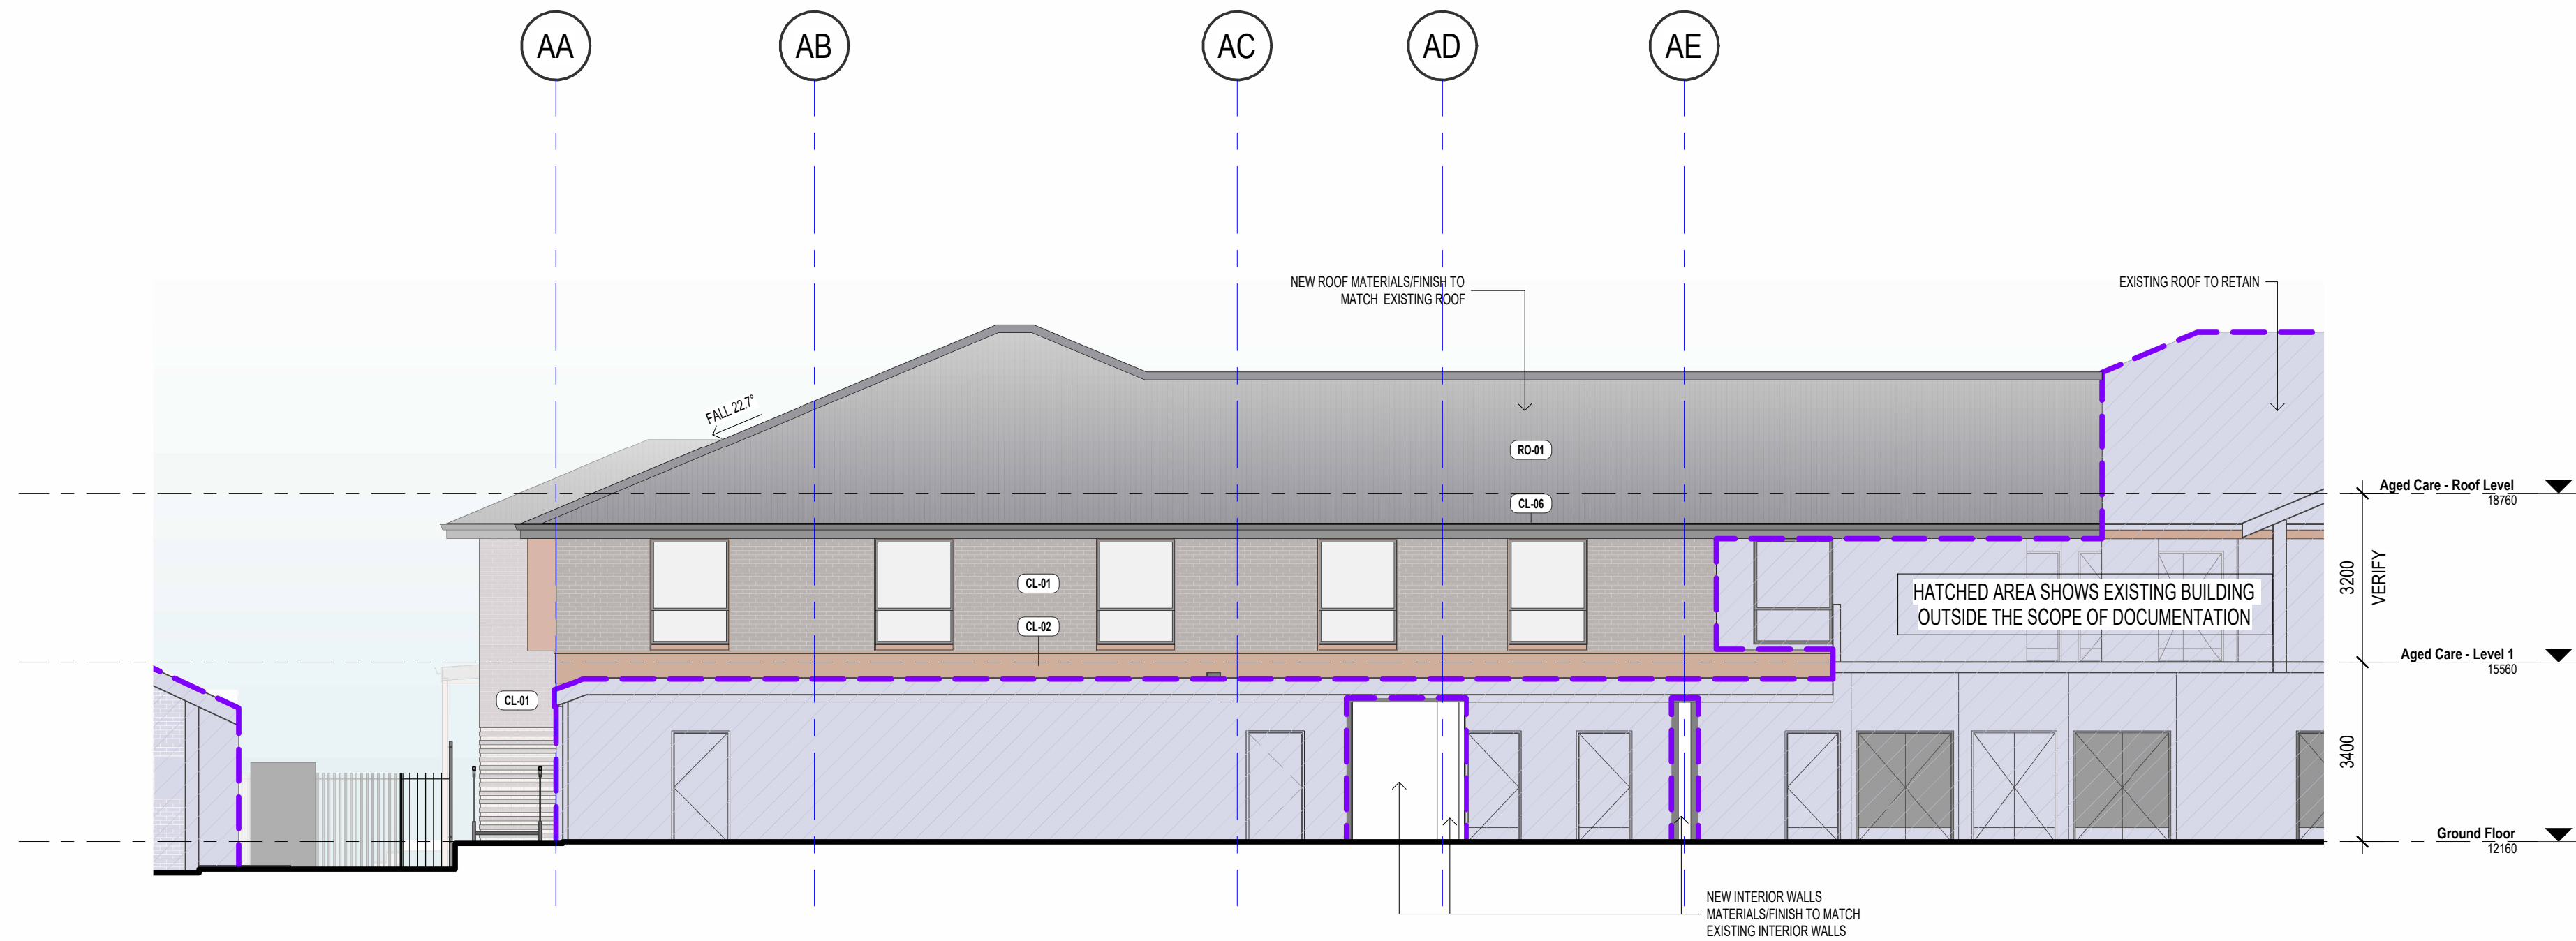 AA
AB
AC
AD
AE
NEW ROOF MATERIALS/FINISH TO
MATCH EXISTING ROOF
EXISTING ROOF TO RETAIN
FALL 22.7°
RO-01
CL-06
Aged Care - Roof Level
18760
CL-01
CL-02
HATCHED AREA SHOWS EXISTING BUILDING
OUTSIDE THE SCOPE OF DOCUMENTATION
3200
VERIFY
Aged Care - Level 1
15560
CL-01
3400
Ground Floor
12160
NEW INTERIOR WALLS
MATERIALS/FINISH TO MATCH
EXISTING INTERIOR WALLS